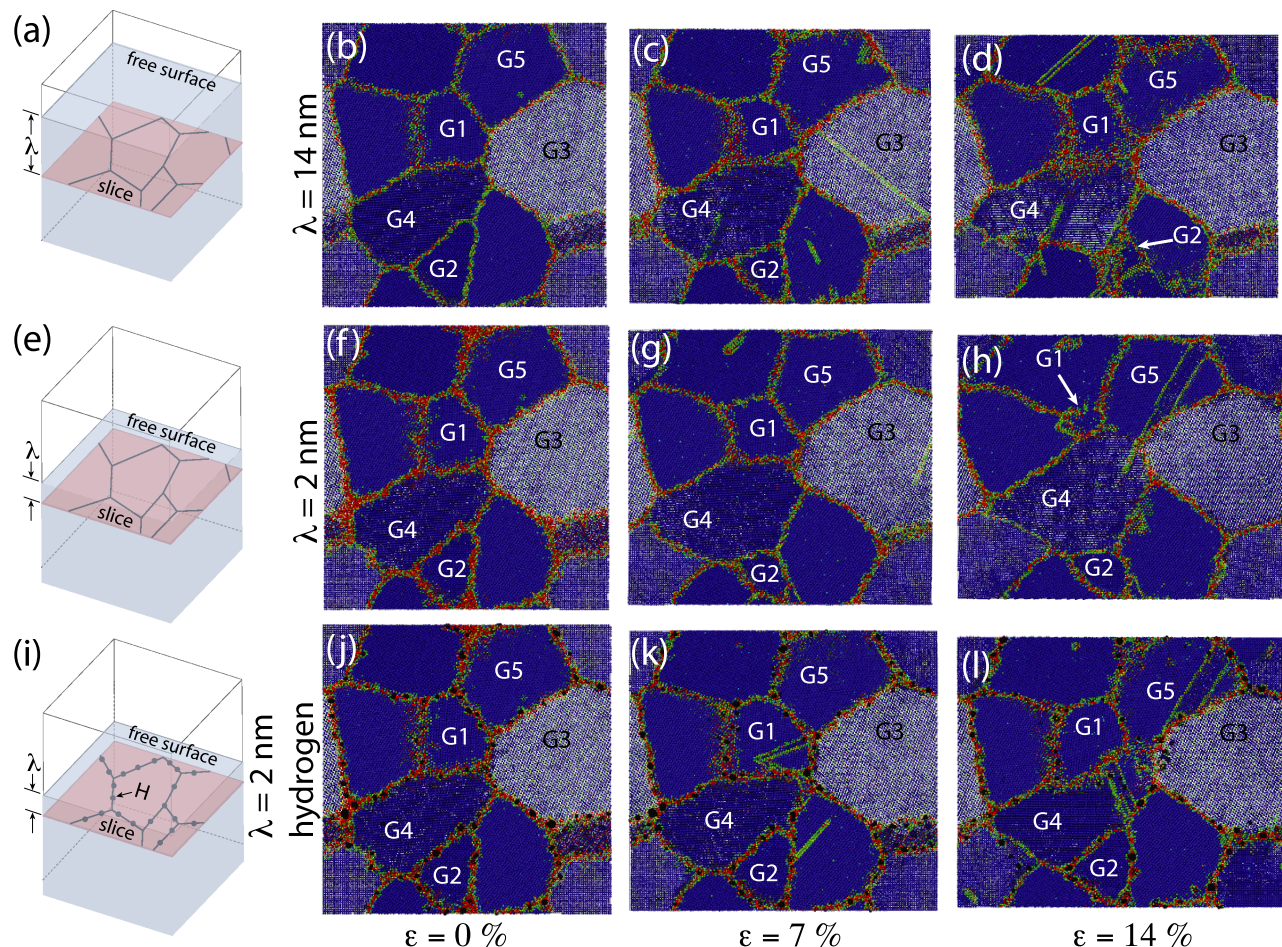 (a)
free surface
λ
slice
λ = 14 nm
(b)
G5
G1
G3
G4
G2
(c)
G5
G1
G3
G4
G2
(d)
G5
G1
G3
G4
G2
(e)
free surface
λ
slice
λ = 2 nm
(f)
G5
G1
G3
G4
G2
(g)
G5
G1
G3
G4
G2
(h)
G1
G5
G3
G4
G2
(i)
free surface
λ
H
slice
λ = 2 nm
hydrogen
(j)
G5
G1
G3
G4
G2
(k)
G5
G1
G3
G4
G2
(l)
G5
G1
G3
G4
G2
ε = 0 %
ε = 7 %
ε = 14 %